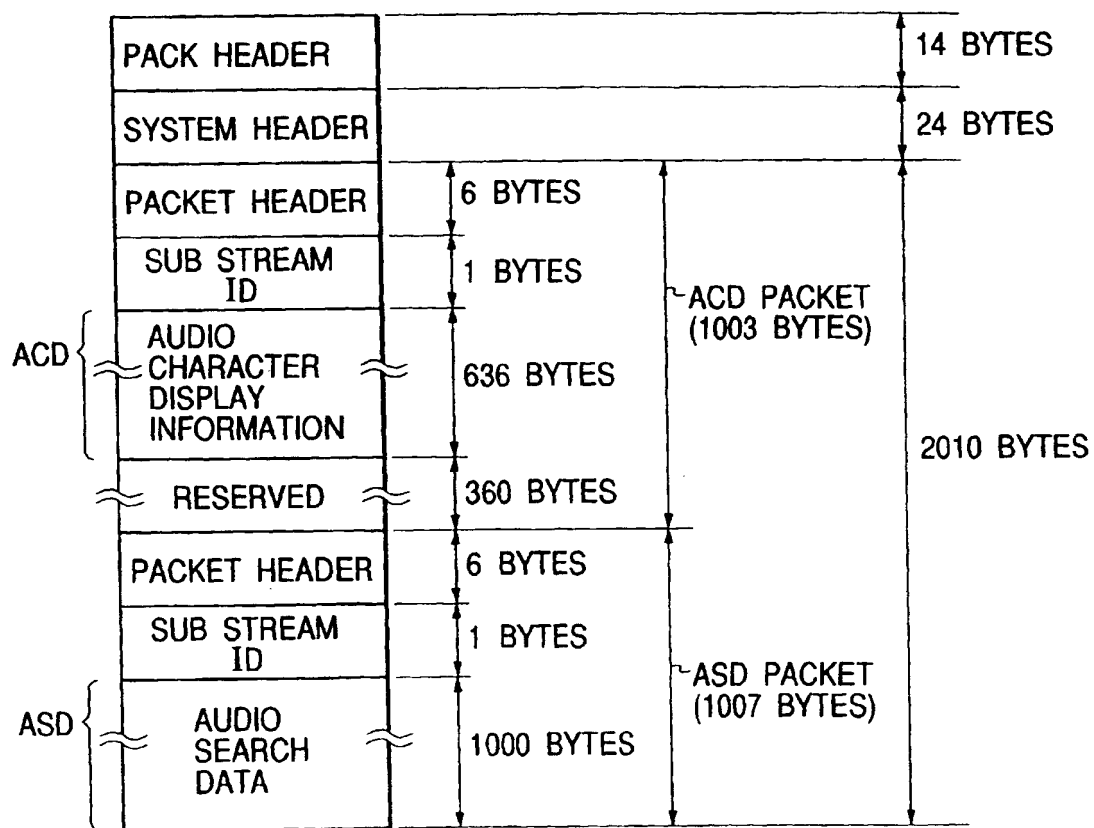 PACK HEADER
14 BYTES
SYSTEM HEADER
24 BYTES
PACKET HEADER
6 BYTES
SUB STREAM
ID
1 BYTES
ACD PACKET
(1003 BYTES)
ACD
AUDIO
CHARACTER
DISPLAY
INFORMATION
636 BYTES
2010 BYTES
RESERVED
360 BYTES
PACKET HEADER
6 BYTES
SUB STREAM
ID
1 BYTES
ASD PACKET
(1007 BYTES)
ASD
AUDIO
SEARCH
DATA
1000 BYTES